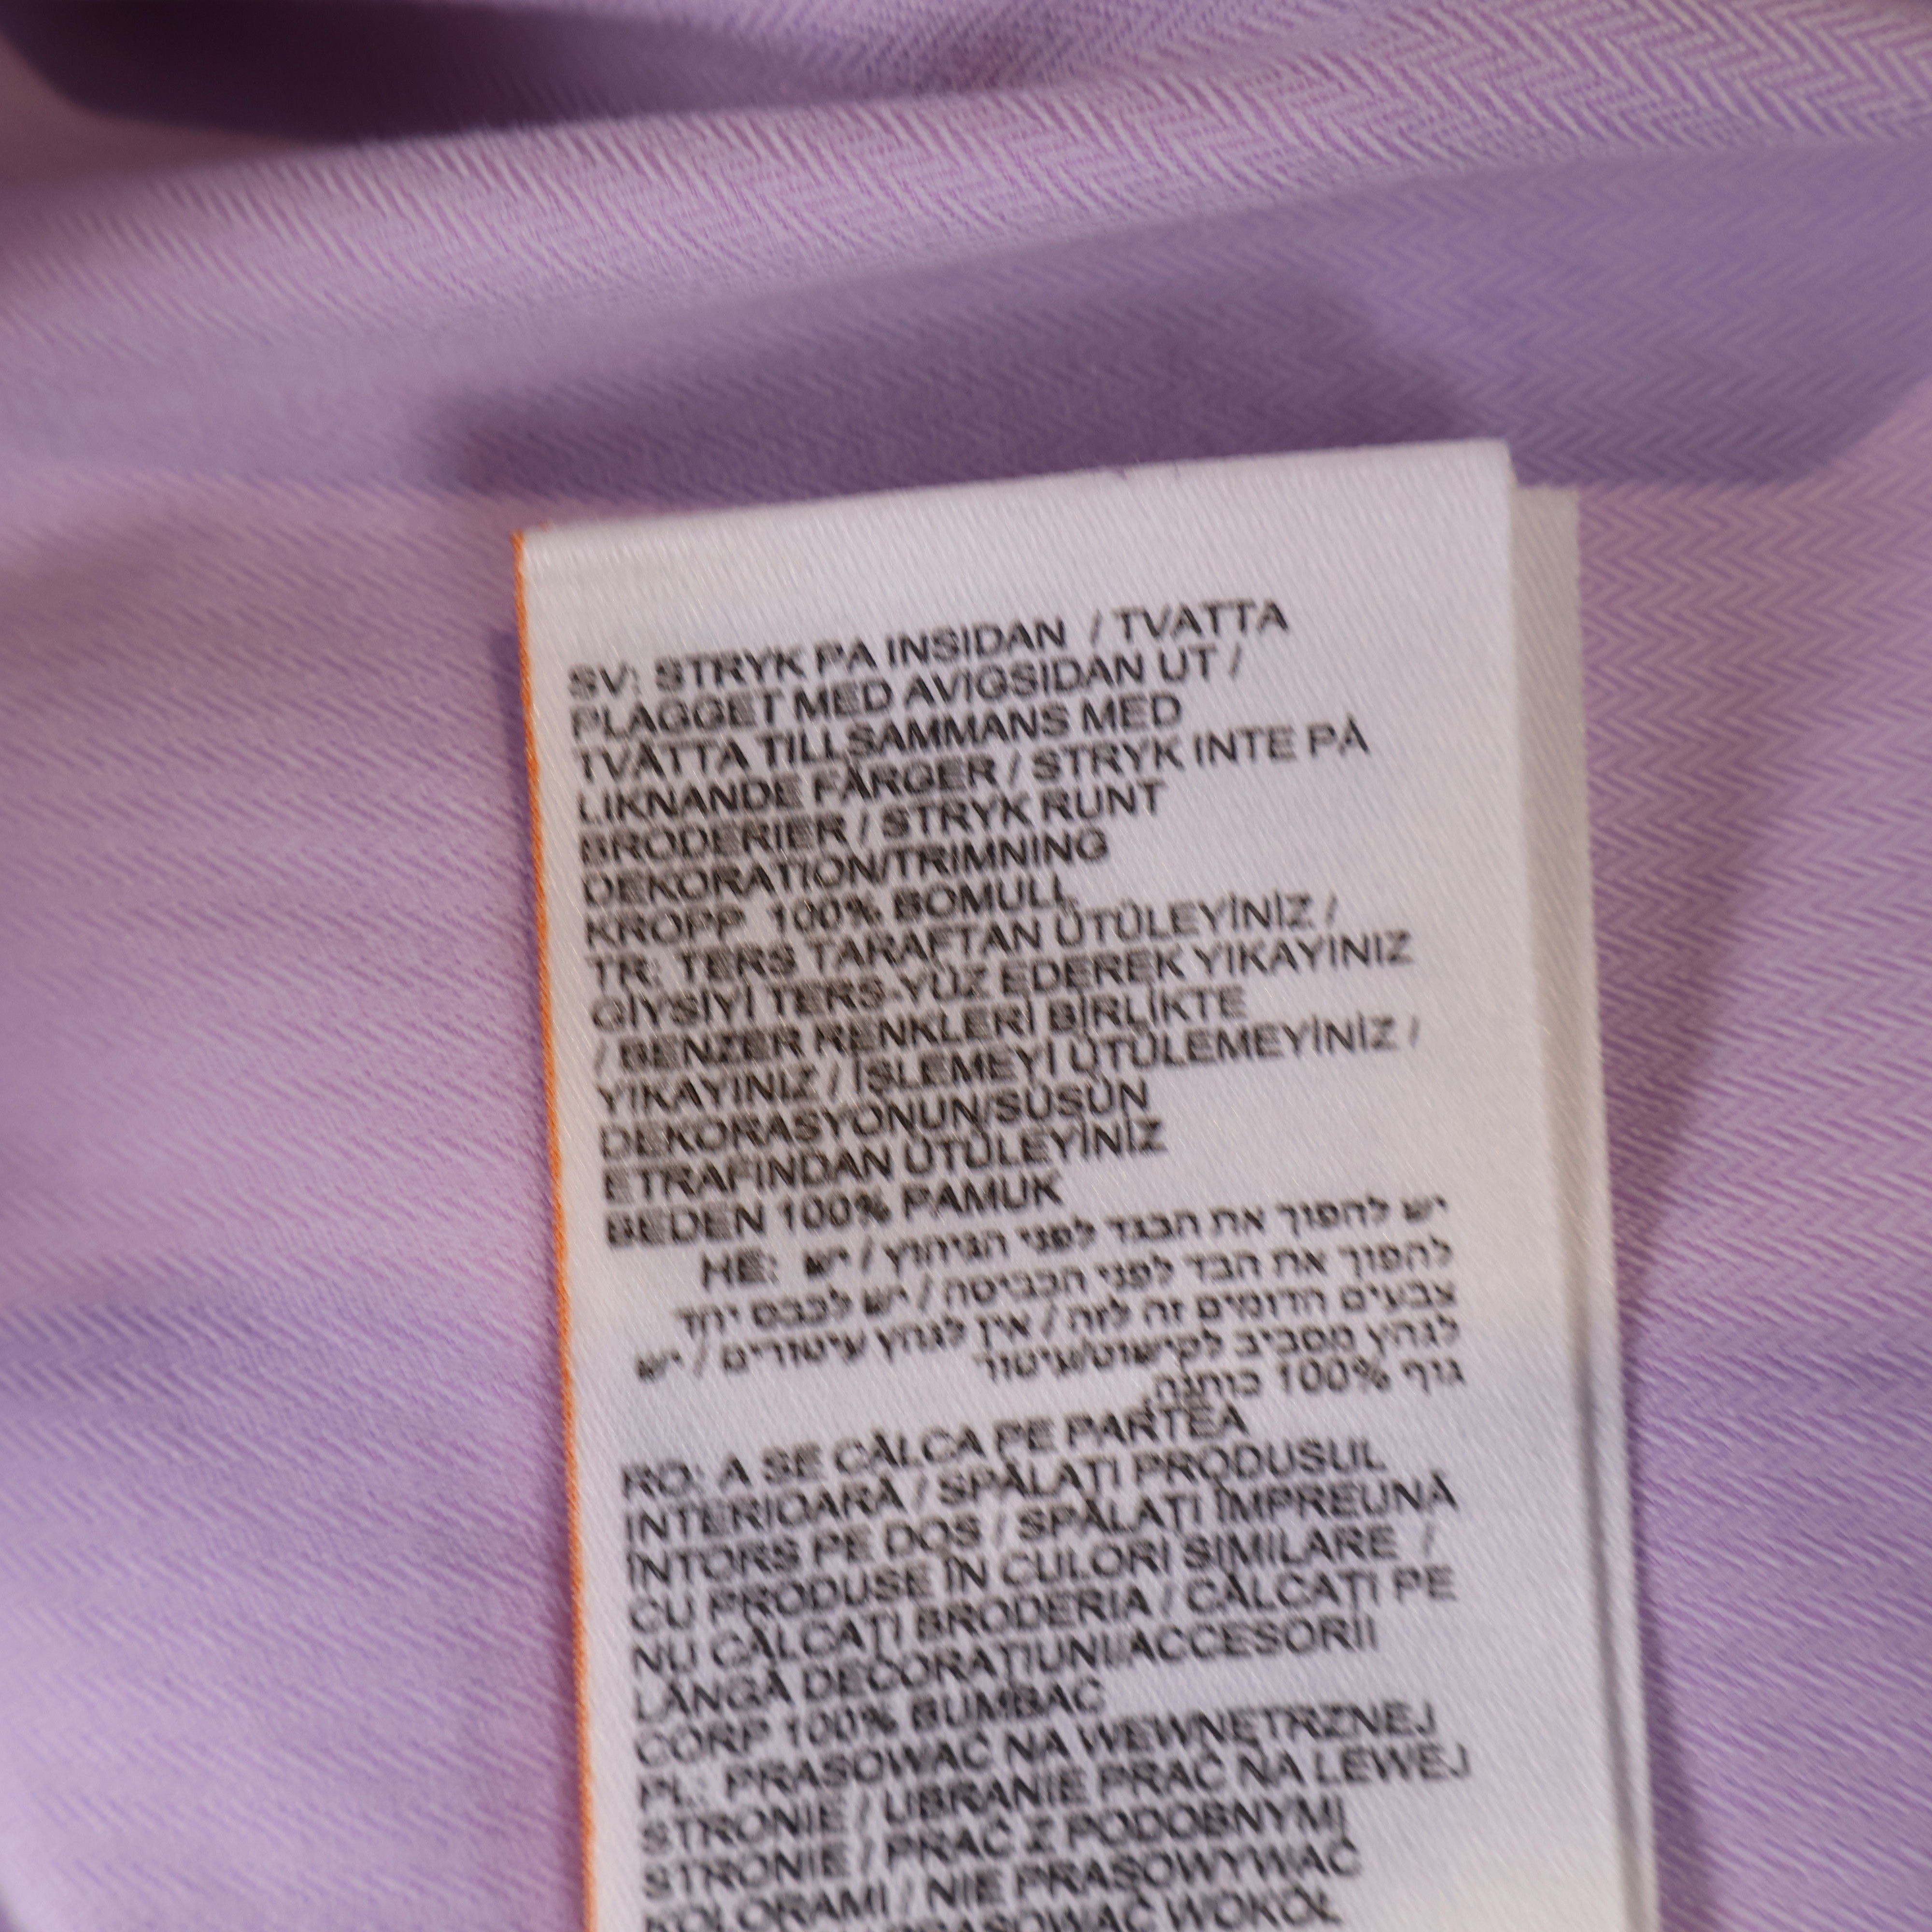 SV: STRYK PÅ INSIDAN / TVÄTTA
PLAGGET MED AVIGSIDAN UT /
TVÄTTA TILLSAMMANS MED
LIKNANDE FÄRGER / STRYK INTE PÅ
BRODERIER / STRYK RUNT
DEKORATION/TRIMNING
KROPP 100% BOMULL
TR: TERS TARAFTAN ÜTÜLEYİNİZ /
GİYSİYİ TERS-YÜZ EDEREK YIKAYINIZ
/ BENZER RENKLERİ BİRLİKTE
YIKAYINIZ / İŞLEMEYİ ÜTÜLEMEYİNİZ /
DEKORASYONUN/SÜSÜN
ETRAFINDAN ÜTÜLEYİNİZ
BEDEN 100% PAMUK
HE: יש להפוך את הבגד לפני הגיהוץ / יש
להפוך את הבד לפני הכביסה / יש לכבס יחד
צבעים הדומים זה לזה / אין לגהץ עיטורים / יש
לגהץ מסביב לקישוט/עיטור
גוף 100% כותנה
RO: A SE CĂLCA PE PARTEA
INTERIOARĂ / SPĂLAȚI PRODUSUL
ÎNTORS PE DOS / SPĂLAȚI ÎMPREUNĂ
CU PRODUSE ÎN CULORI SIMILARE /
NU CĂLCAȚI BRODERIA / CĂLCAȚI PE
LÂNGĂ DECORAȚIUNI/ACCESORII
CORP 100% BUMBAC
PL: PRASOWAĆ NA WEWNĘTRZNEJ
STRONIE / UBRANIE PRAĆ NA LEWEJ
STRONIE / PRAĆ Z PODOBNYMI
KOLORAMI / NIE PRASOWYWAĆ
PRASOWAĆ WOKÓŁ